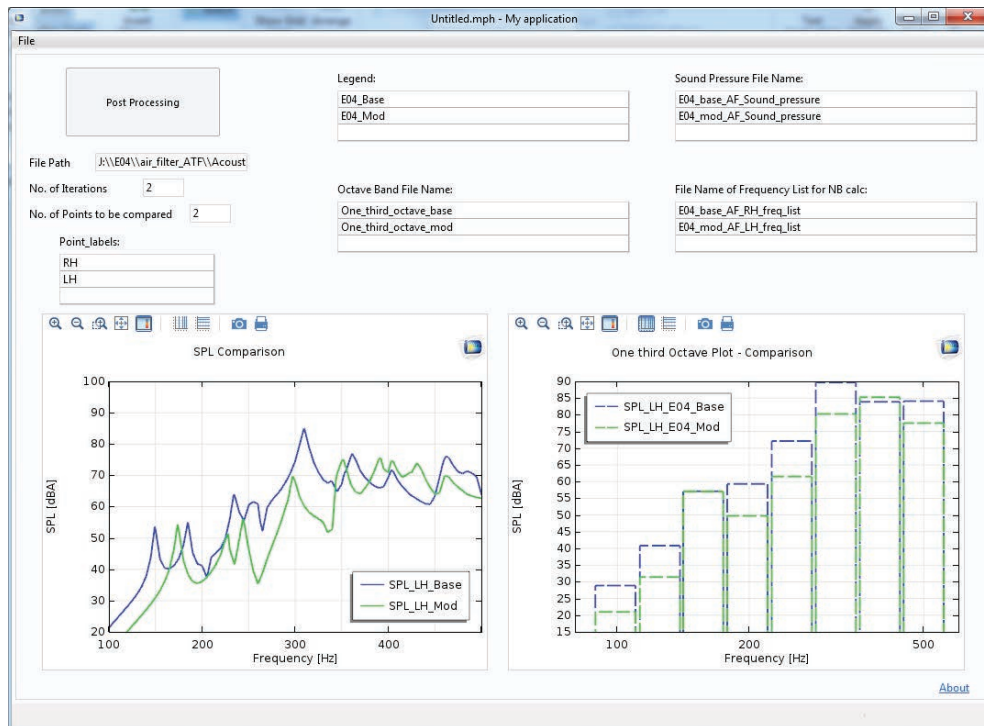 Untitled.mph - My application
File
Post Processing
File Path J:\\E04\\air_filter_ATF\\Acoust
No. of Iterations 2
No. of Points to be compared 2
Point_labels:
RH
LH
Legend:
E04_Base
E04_Mod
Sound Pressure File Name:
E04_base_AF_Sound_pressure
E04_mod_AF_Sound_pressure
Octave Band File Name:
One_third_octave_base
One_third_octave_mod
File Name of Frequency List for NB calc:
E04_base_AF_RH_freq_list
E04_mod_AF_LH_freq_list
SPL Comparison
100
90
80
70
60
50
40
30
20
SPL [dBA]
SPL_LH_Base
SPL_LH_Mod
100 200 300 400
Frequency [Hz]
One third Octave Plot - Comparison
90
85
80
75
70
65
60
55
50
45
40
35
30
25
20
15
SPL [dBA]
SPL_LH_E04_Base
SPL_LH_E04_Mod
100 200 500
Frequency [Hz]
About